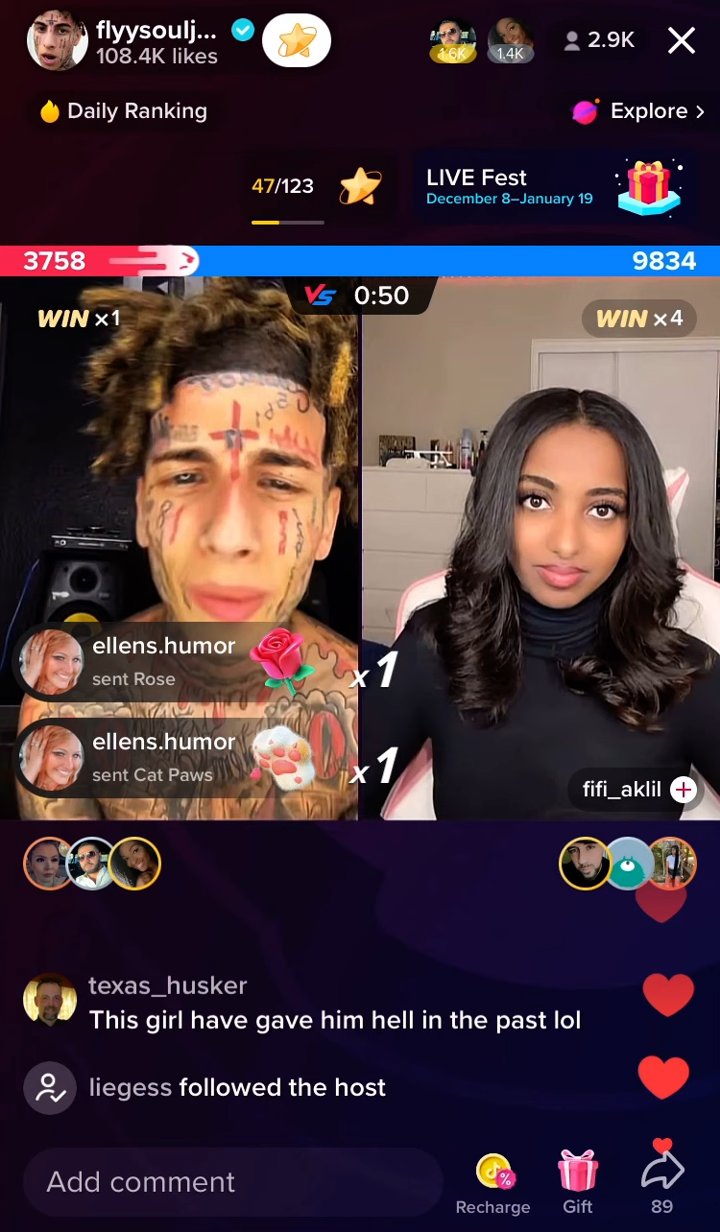 flyysoulj...
108.4K likes
1.6K
1.4K
2.9K
Daily Ranking
Explore >
47/123
LIVE Fest
December 8–January 19
3758
9834
VS 0:50
WIN x1
WIN x4
ellens.humor
sent Rose
x1
ellens.humor
sent Cat Paws
x1
fifi_aklil
texas_husker
This girl have gave him hell in the past lol
liegess followed the host
Add comment
Recharge
Gift
89